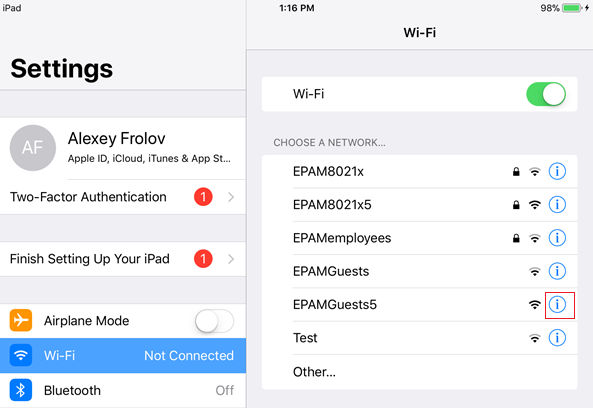 iPad
1:16 PM
98%
Settings
AF
Alexey Frolov
Apple ID, iCloud, iTunes & App St...
Two-Factor Authentication
1
Finish Setting Up Your iPad
1
Airplane Mode
Wi-Fi
Not Connected
Bluetooth
Off
Wi-Fi
Wi-Fi
CHOOSE A NETWORK...
EPAM8021x
EPAM8021x5
EPAMemployees
EPAMGuests
EPAMGuests5
Test
Other...